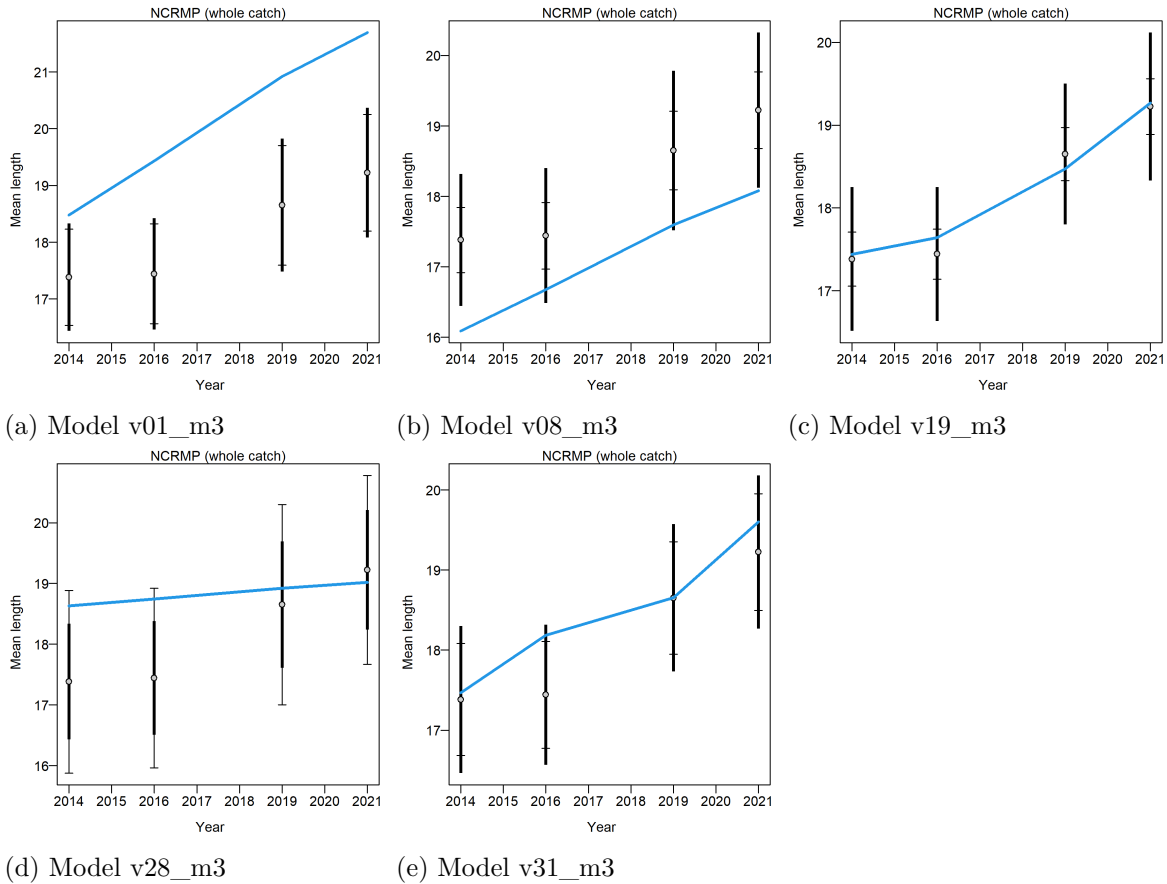 NCRMP (whole catch)
21
20
19
18
17
Mean length
2014 2015 2016 2017 2018 2019 2020 2021
Year
(a) Model v01_m3
NCRMP (whole catch)
20
19
18
17
16
Mean length
2014 2015 2016 2017 2018 2019 2020 2021
Year
(b) Model v08_m3
NCRMP (whole catch)
20
19
18
17
Mean length
2014 2015 2016 2017 2018 2019 2020 2021
Year
(c) Model v19_m3
NCRMP (whole catch)
20
19
18
17
16
Mean length
2014 2015 2016 2017 2018 2019 2020 2021
Year
(d) Model v28_m3
NCRMP (whole catch)
20
19
18
17
Mean length
2014 2015 2016 2017 2018 2019 2020 2021
Year
(e) Model v31_m3